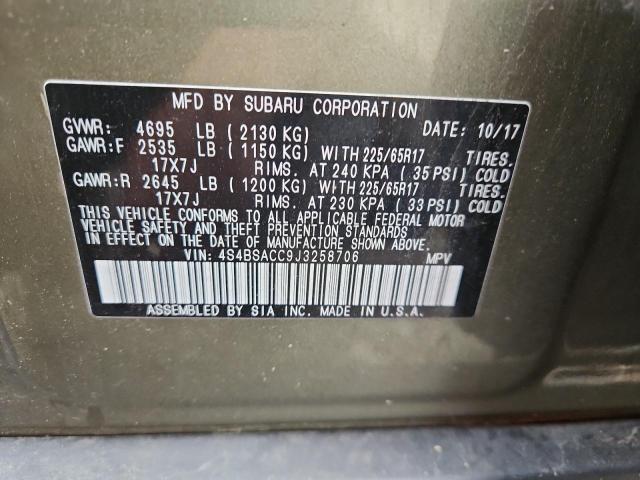 MFD BY SUBARU CORPORATION
GVWR: 4695 LB ( 2130 KG) DATE: 10/17
GAWR:F 2535 LB ( 1150 KG) WITH 225/65R17 TIRES.
17X7J RIMS. AT 240 KPA ( 35 PSI) COLD
GAWR:R 2645 LB ( 1200 KG) WITH 225/65R17 TIRES.
17X7J RIMS. AT 230 KPA ( 33 PSI) COLD
THIS VEHICLE CONFORMS TO ALL APPLICABLE FEDERAL MOTOR
VEHICLE SAFETY AND THEFT PREVENTION STANDARDS
IN EFFECT ON THE DATE OF MANUFACTURE SHOWN ABOVE.
VIN: 4S4BSACC9J3258706 MPV
ASSEMBLED BY SIA INC. MADE IN U.S.A.